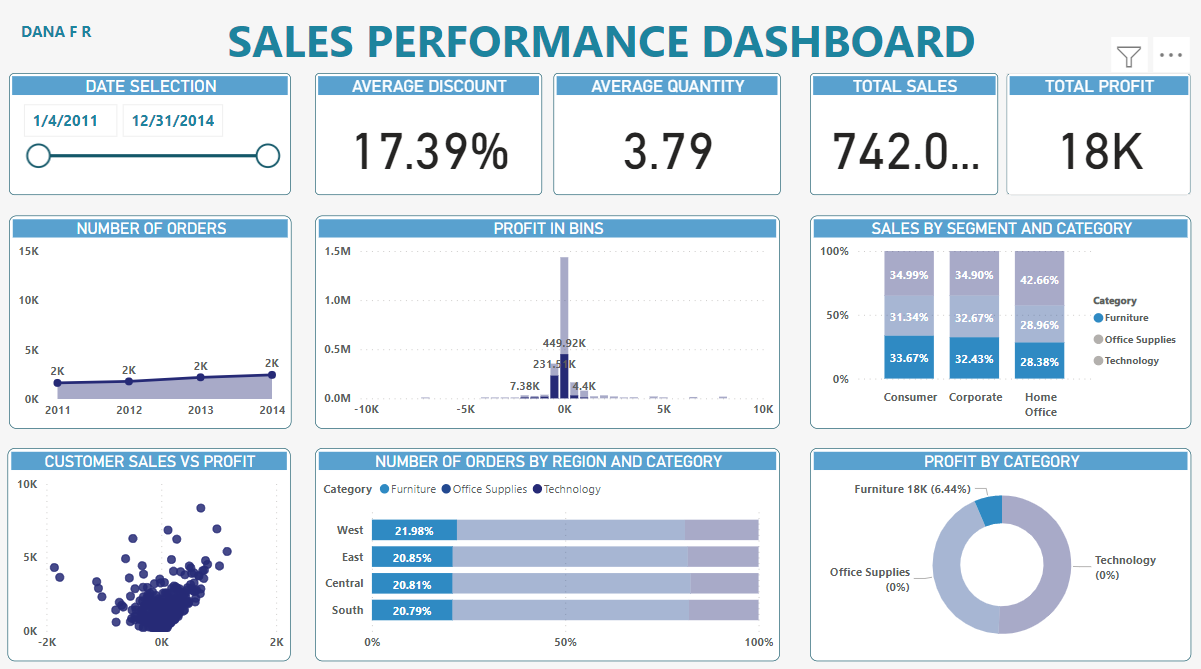 DANA F R
SALES PERFORMANCE DASHBOARD
DATE SELECTION
1/4/2011 12/31/2014
AVERAGE DISCOUNT
17.39%
AVERAGE QUANTITY
3.79
TOTAL SALES
742.0...
TOTAL PROFIT
18K
NUMBER OF ORDERS
15K
10K
5K
0K
2K 2K 2K 2K
2011 2012 2013 2014
PROFIT IN BINS
1.5M
1.0M
0.5M
0.0M
449.92K
7.38K
-10K -5K 0K 5K 10K
SALES BY SEGMENT AND CATEGORY
100%
50%
0%
34.99% 34.90% 42.66%
31.34% 32.67% 28.96%
33.67% 32.43% 28.38%
Consumer Corporate Home
Office
Category
Furniture
Office Supplies
Technology
CUSTOMER SALES VS PROFIT
10K
5K
0K
-2K 0K 2K
NUMBER OF ORDERS BY REGION AND CATEGORY
Category Furniture Office Supplies Technology
West 21.98%
East 20.85%
Central 20.81%
South 20.79%
0% 50% 100%
PROFIT BY CATEGORY
Furniture 18K (6.44%)
Technology
(0%)
Office Supplies
(0%)